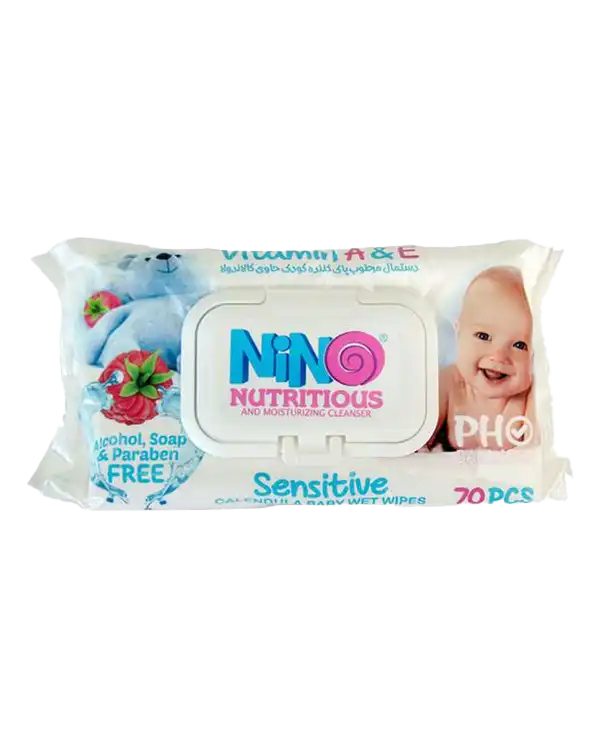 Vitamin A & E
دستمال مرطوب پاک کننده کودک حاوی کالاندولا
NiNO®
NUTRITIOUS
AND MOISTURIZING CLEANSER
Alcohol, Soap
& Paraben
FREE
PH
Sensitive
CALENDULA BABY WET WIPES
70 PCS